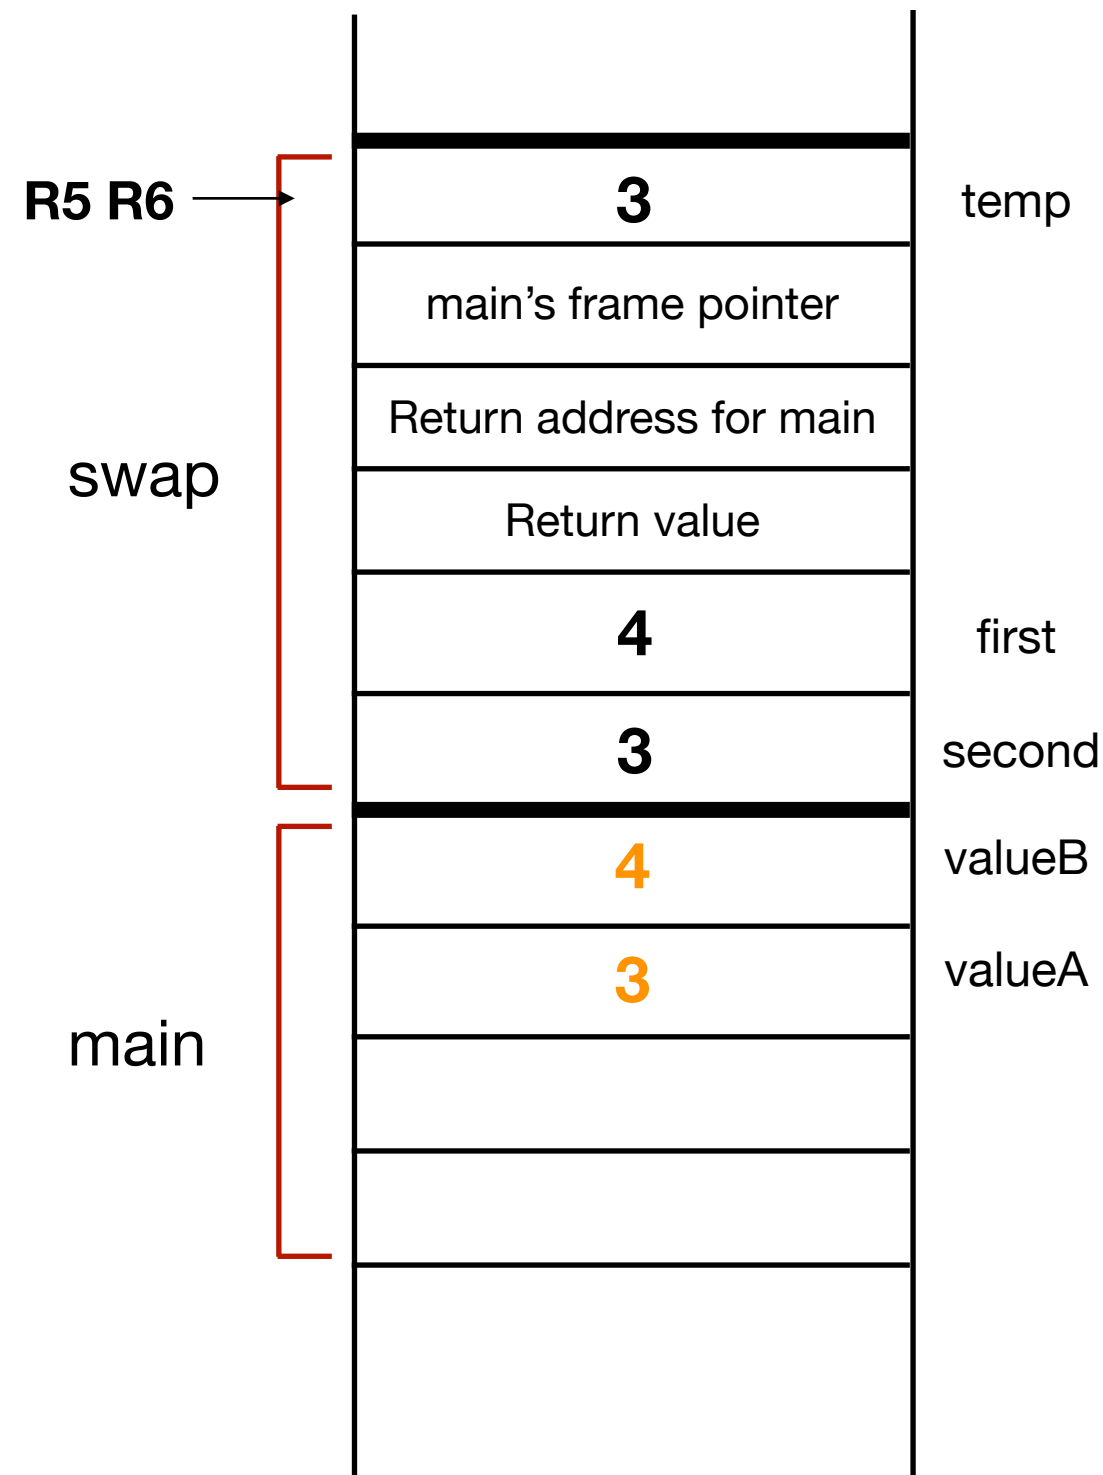 R5 R6
3
temp
main’s frame pointer
Return address for main
swap
Return value
4
first
3
second
4
valueB
3
valueA
main